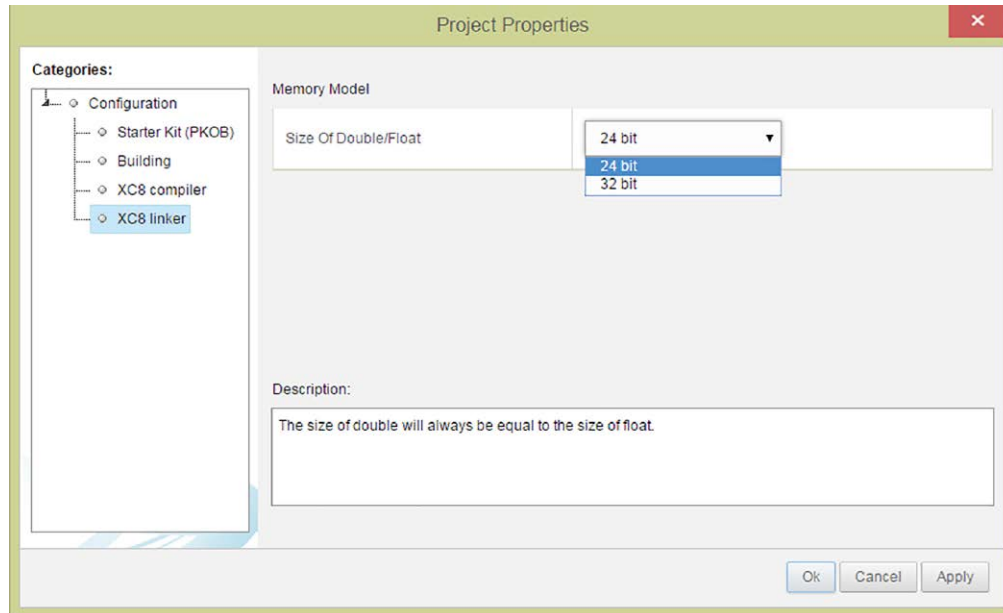 Project Properties
Categories:
Configuration
Starter Kit (PKOB)
Building
XC8 compiler
XC8 linker
Memory Model
Size Of Double/Float
24 bit
24 bit
32 bit
Description:
The size of double will always be equal to the size of float.
Ok
Cancel
Apply